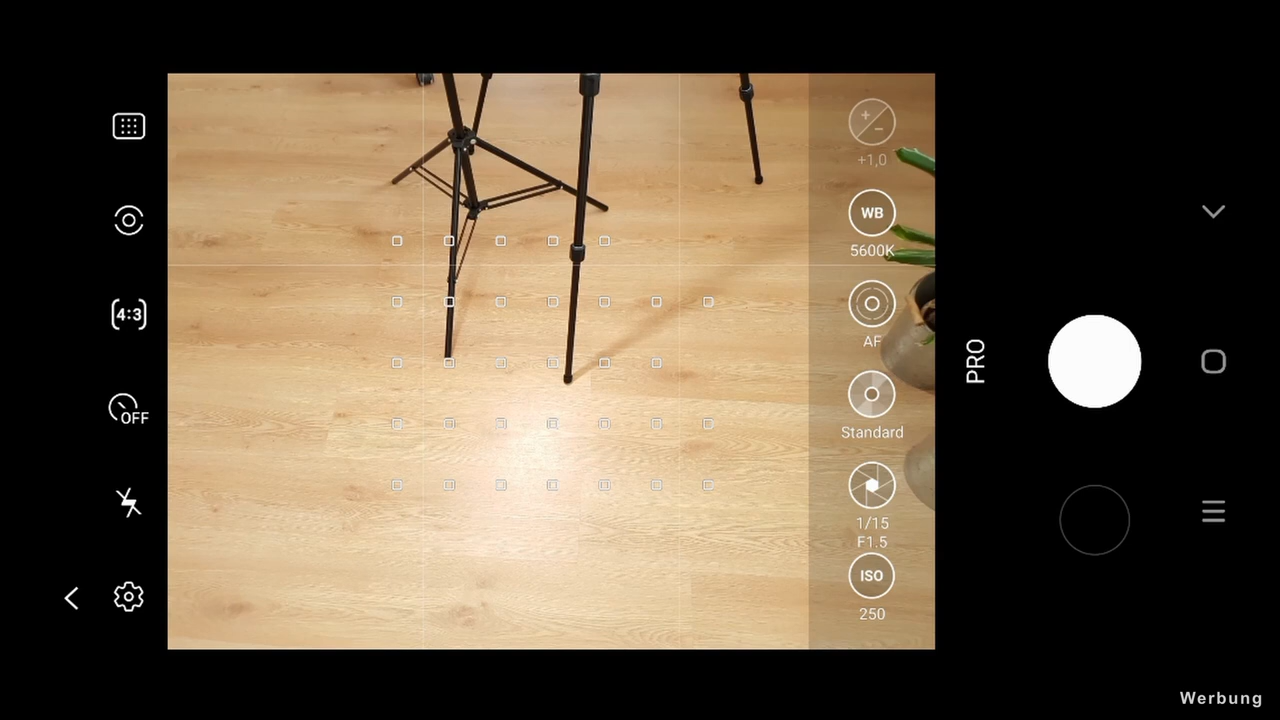 4:3
OFF
+1,0
WB
5600K
AF
Standard
1/15
F1.5
ISO
250
PRO
Werbung